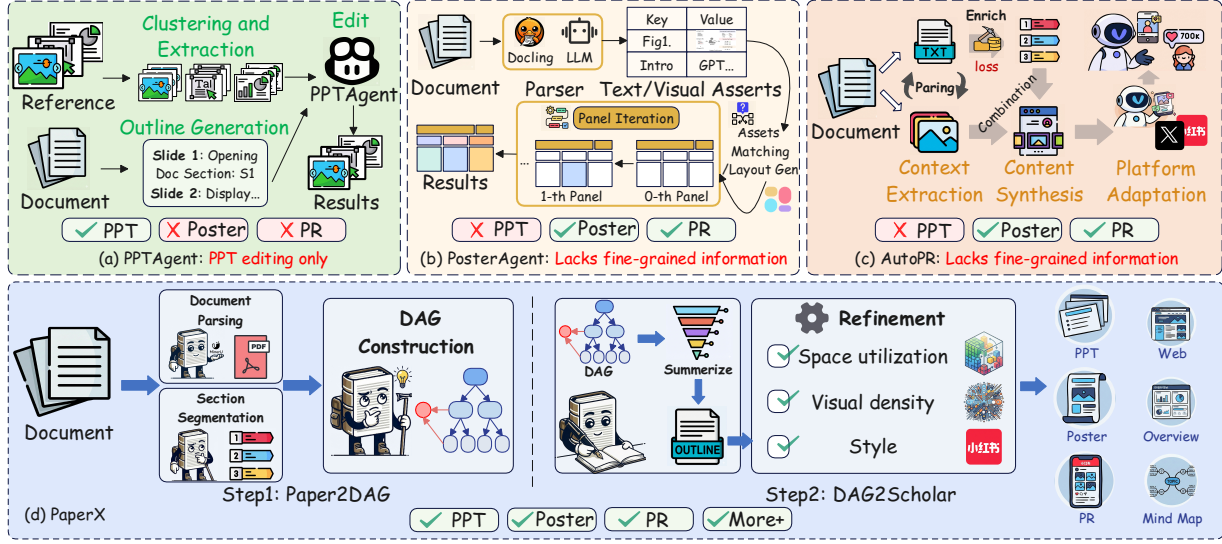 Clustering and
Extraction
Edit
Reference
PPTAgent
Outline Generation
Slide 1: Opening
Doc Section: S1
Slide 2: Display...
Document
Results
PPT
Poster
PR
(a) PPTAgent: PPT editing only
Document
Docling
LLM
Parser
Key
Value
Fig1.
Intro
GPT...
Text/Visual Asserts
Panel Iteration
?
Assets
Matching
/Layout Gen
...
1-th Panel
0-th Panel
Results
PPT
Poster
PR
(b) PosterAgent: Lacks fine-grained information
Document
TXT
Enrich
loss
1
2
3
700k
Paring
Combination
X
小红书
Context
Extraction
Content
Synthesis
Platform
Adaptation
PPT
Poster
PR
(c) AutoPR: Lacks fine-grained information
Document
Document
Parsing
PDF
Section
Segmentation
1
2
3
DAG
Construction
Step1: Paper2DAG
DAG
Summerize
OUTLINE
Refinement
Space utilization
Visual density
Style
小红书
Step2: DAG2Scholar
PPT
Web
Poster
Overview
PR
Mind Map
(d) PaperX
PPT
Poster
PR
More+